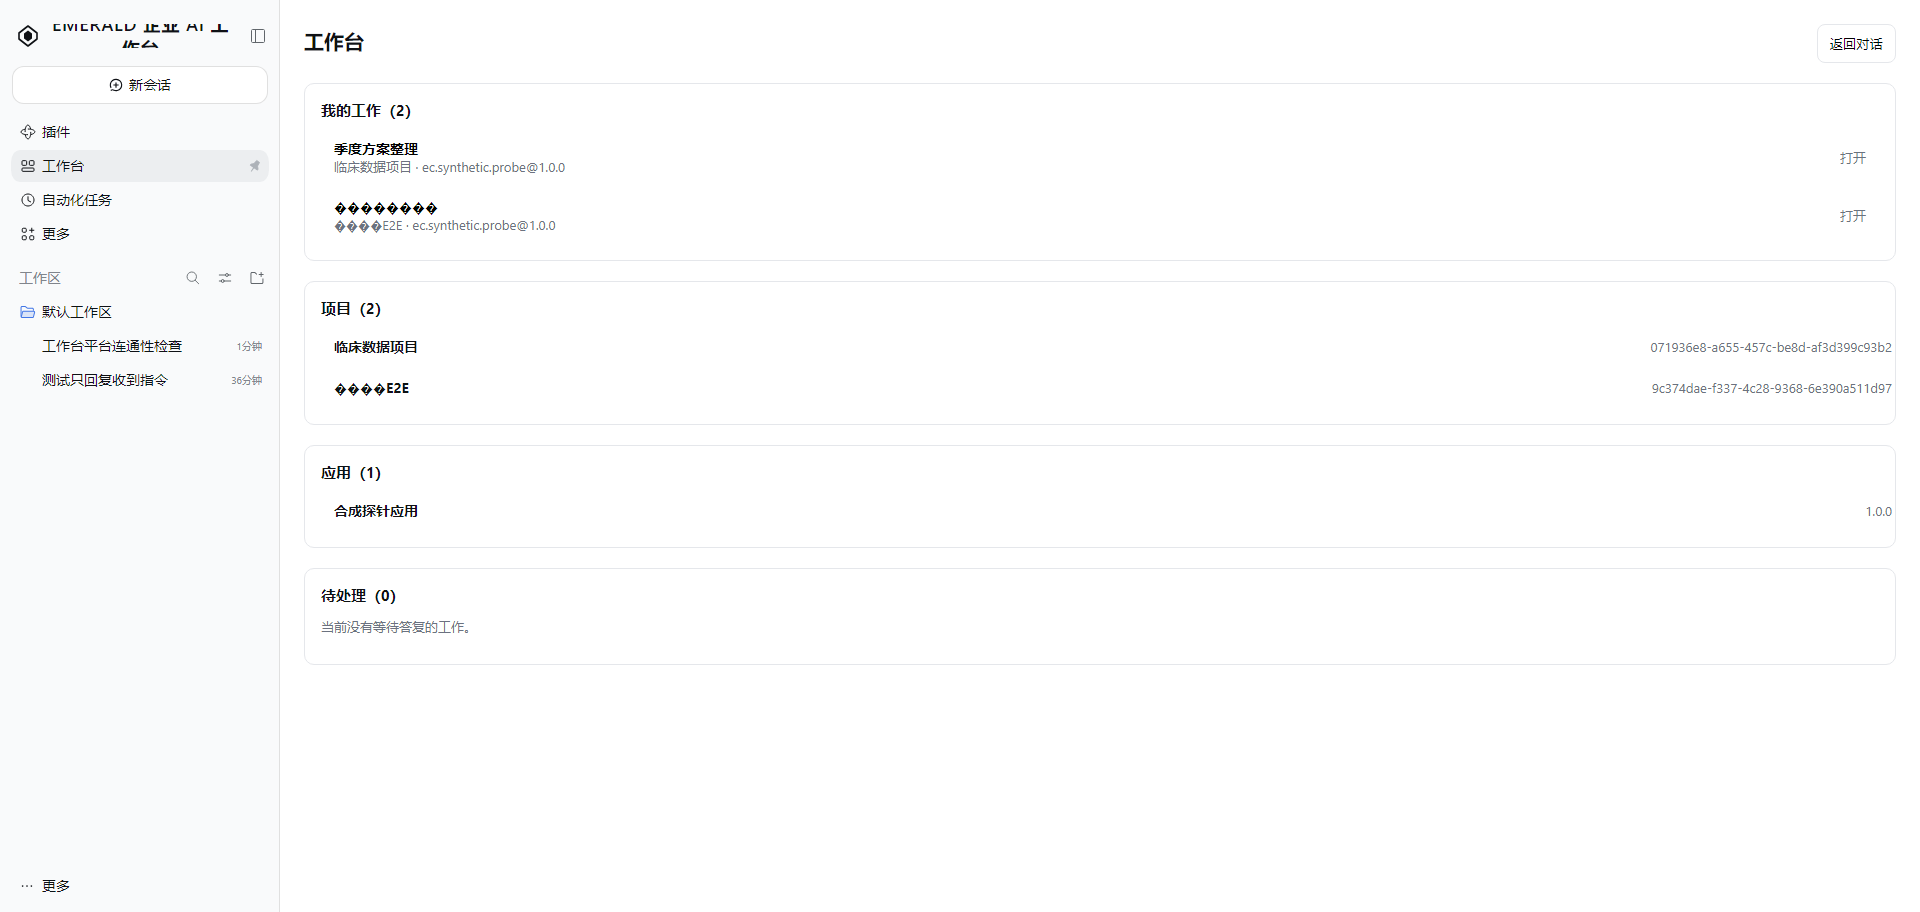 EMERALD 企业 AI 工
作台
新会话
插件
工作台
自动化任务
更多
工作区
默认工作区
工作台平台连通性检查 1分钟
测试只回复收到指令 36分钟
更多
工作台
返回对话
我的工作（2）
季度方案整理
临床数据项目 · ec.synthetic.probe@1.0.0
打开
��������
����E2E · ec.synthetic.probe@1.0.0
打开
项目（2）
临床数据项目 071936e8-a655-457c-be8d-af3d399c93b2
����E2E 9c374dae-f337-4c28-9368-6e390a511d97
应用（1）
合成探针应用 1.0.0
待处理（0）
当前没有等待答复的工作。